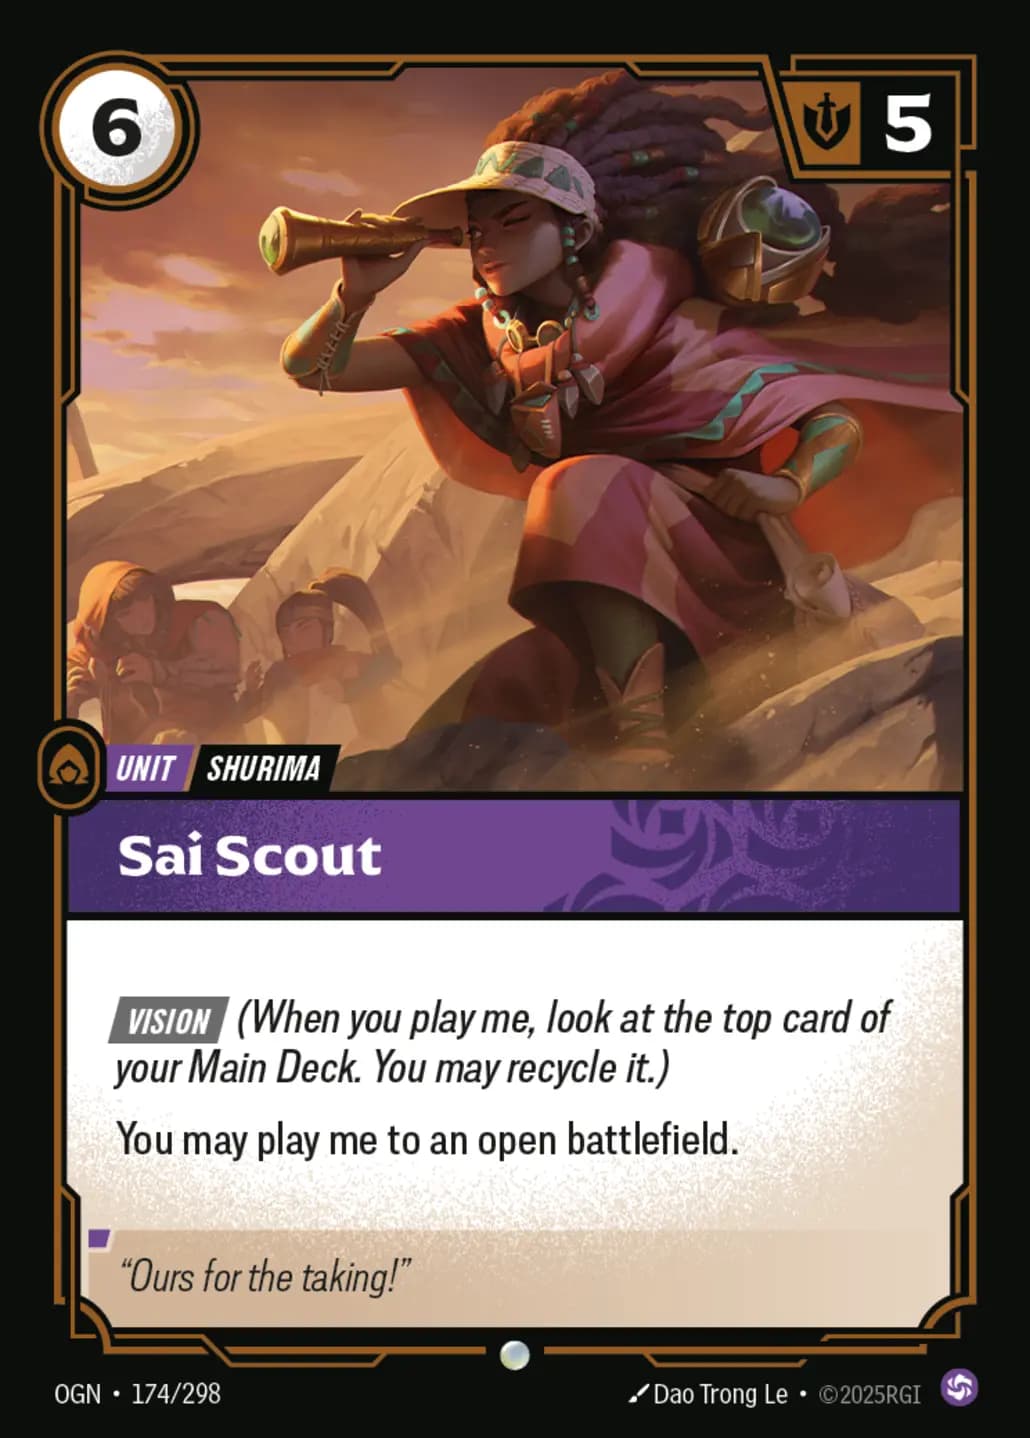 6
5
UNIT
SHURIMA
Sai Scout
VISION (When you play me, look at the top card of
your Main Deck. You may recycle it.)
You may play me to an open battlefield.
“Ours for the taking!”
OGN • 174/298
Dao Trong Le • ©2025RGI